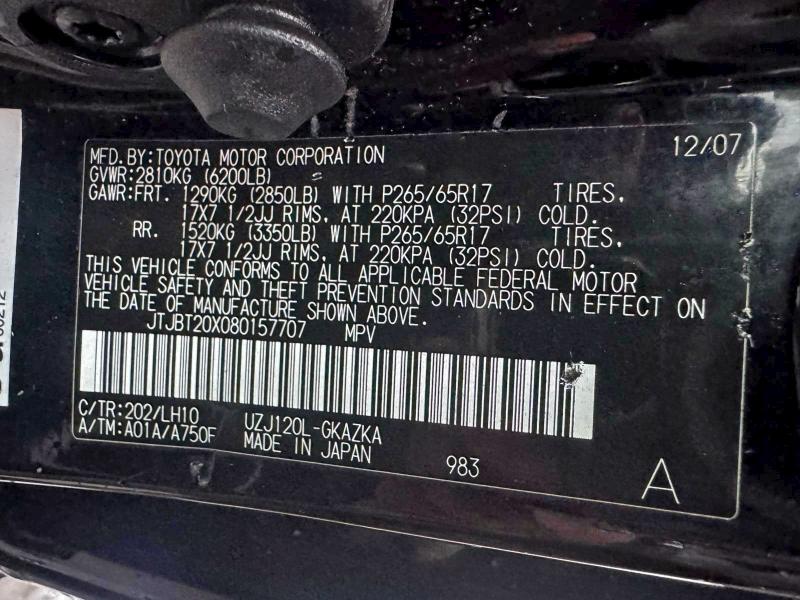 MFD.BY:TOYOTA MOTOR CORPORATION 12/07
GVWR:2810KG (6200LB)
GAWR:FRT. 1290KG (2850LB) WITH P265/65R17 TIRES,
17X7 1/2JJ RIMS, AT 220KPA (32PSI) COLD.
RR. 1520KG (3350LB) WITH P265/65R17 TIRES,
17X7 1/2JJ RIMS, AT 220KPA (32PSI) COLD.
THIS VEHICLE CONFORMS TO ALL APPLICABLE FEDERAL MOTOR
VEHICLE SAFETY AND THEFT PREVENTION STANDARDS IN EFFECT ON
THE DATE OF MANUFACTURE SHOWN ABOVE.
JTJBT20X080157707 MPV
C/TR:202/LH10 UZJ120L-GKAZKA
A/TM:A01A/A750F MADE IN JAPAN 983
A